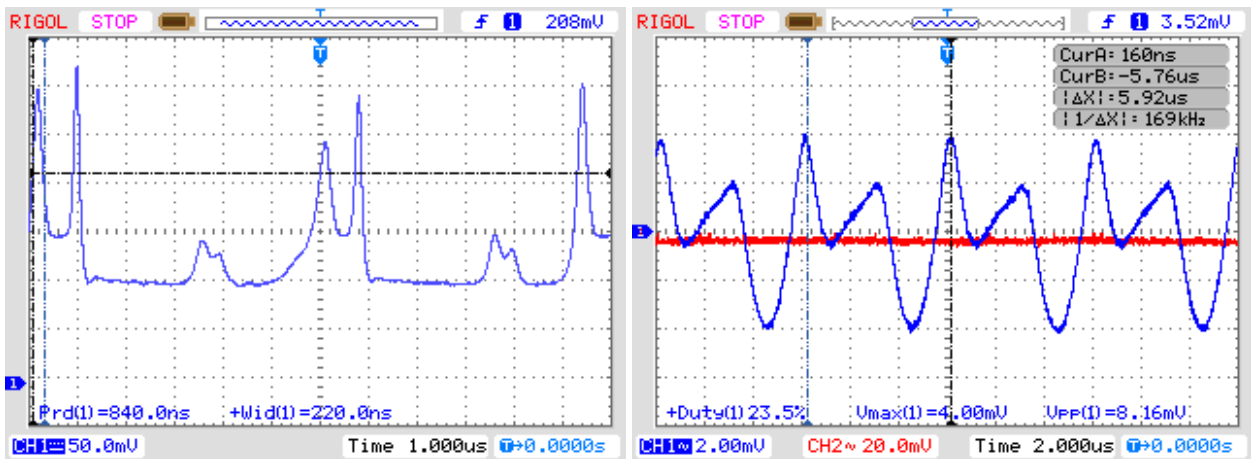 RIGOL STOP T f 1 208mV
T
1
Prd(1)=840.0ns +Wid(1)=220.0ns
CH1 50.0mV Time 1.000us T→0.0000s
RIGOL STOP T f 1 3.52mV
T
CurA: 160ns
CurB:-5.76us
|ΔX|:5.92us
|1/ΔX|: 169kHz
1
+Duty(1)23.5% Vmax(1)=4.00mV Vpp(1)=8.16mV
CH1~ 2.00mV CH2~ 20.0mV Time 2.000us T→0.0000s